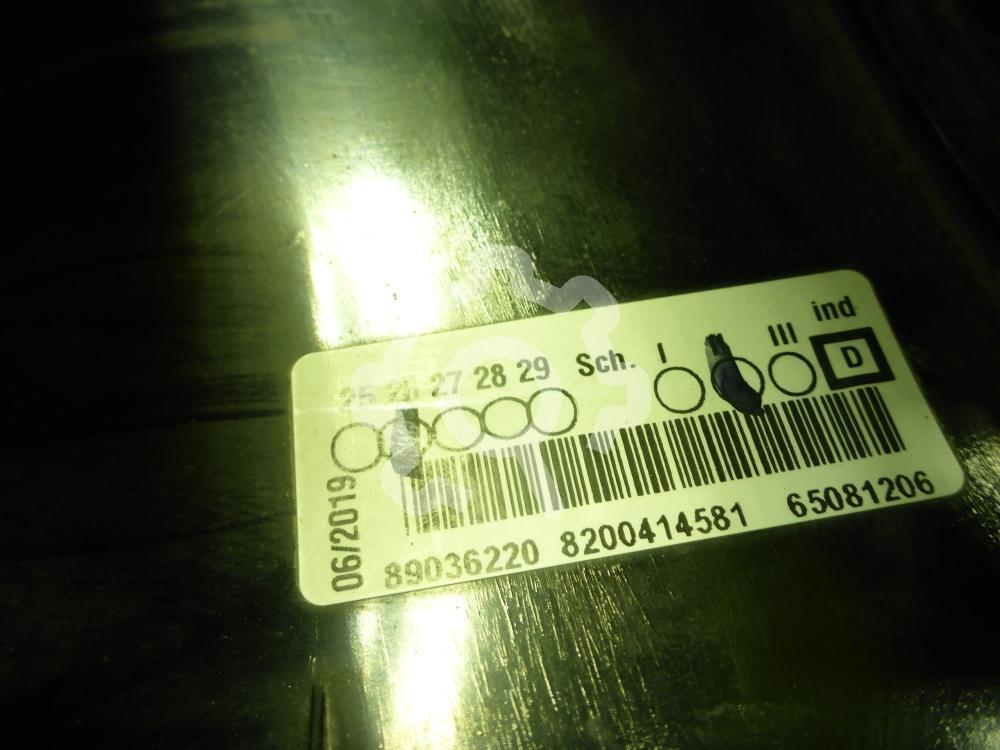 25 26 27 28 29 Sch. I III ind
D
06/2019
89036220 8200414581 65081206